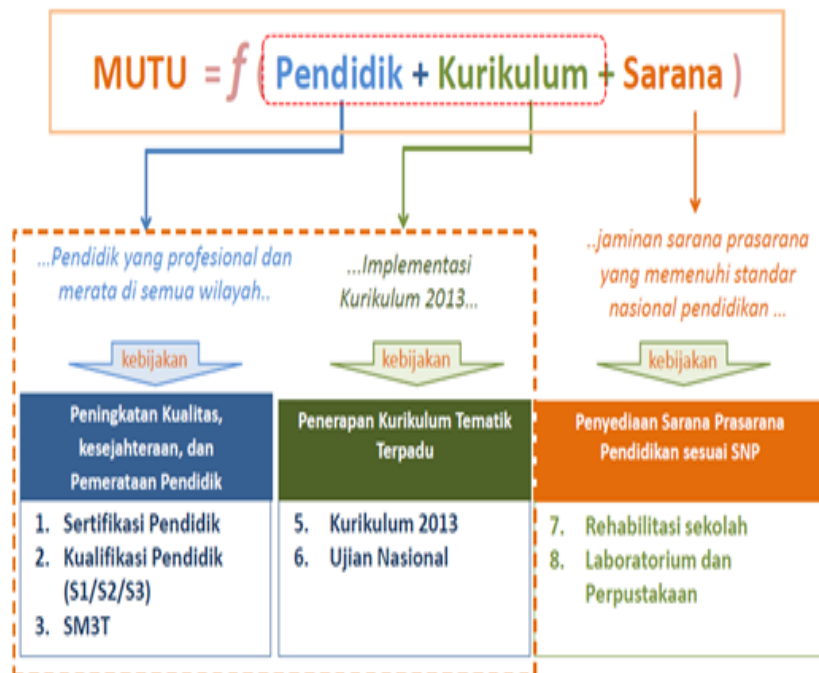 MUTU = f ( Pendidik + Kurikulum + Sarana )
...Pendidik yang profesional dan
merata di semua wilayah..
kebijakan
Peningkatan Kualitas,
kesejahteraan, dan
Pemerataan Pendidik
1. Sertifikasi Pendidik
2. Kualifikasi Pendidik
(S1/S2/S3)
3. SM3T
...Implementasi
Kurikulum 2013...
kebijakan
Penerapan Kurikulum Tematik
Terpadu
5. Kurikulum 2013
6. Ujian Nasional
..jaminan sarana prasarana
yang memenuhi standar
nasional pendidikan ...
kebijakan
Penyediaan Sarana Prasarana
Pendidikan sesuai SNP
7. Rehabilitasi sekolah
8. Laboratorium dan
Perpustakaan